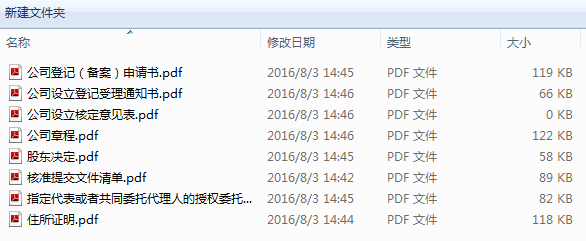 新建文件夹
名称 修改日期 类型 大小
公司登记（备案）申请书.pdf 2016/8/3 14:45 PDF 文件 119 KB
公司设立登记受理通知书.pdf 2016/8/3 14:46 PDF 文件 66 KB
公司设立核定意见表.pdf 2016/8/3 14:46 PDF 文件 0 KB
公司章程.pdf 2016/8/3 14:46 PDF 文件 122 KB
股东决定.pdf 2016/8/3 14:45 PDF 文件 58 KB
核准提交文件清单.pdf 2016/8/3 14:42 PDF 文件 89 KB
指定代表或者共同委托代理人的授权委托... 2016/8/3 14:45 PDF 文件 82 KB
住所证明.pdf 2016/8/3 14:44 PDF 文件 118 KB